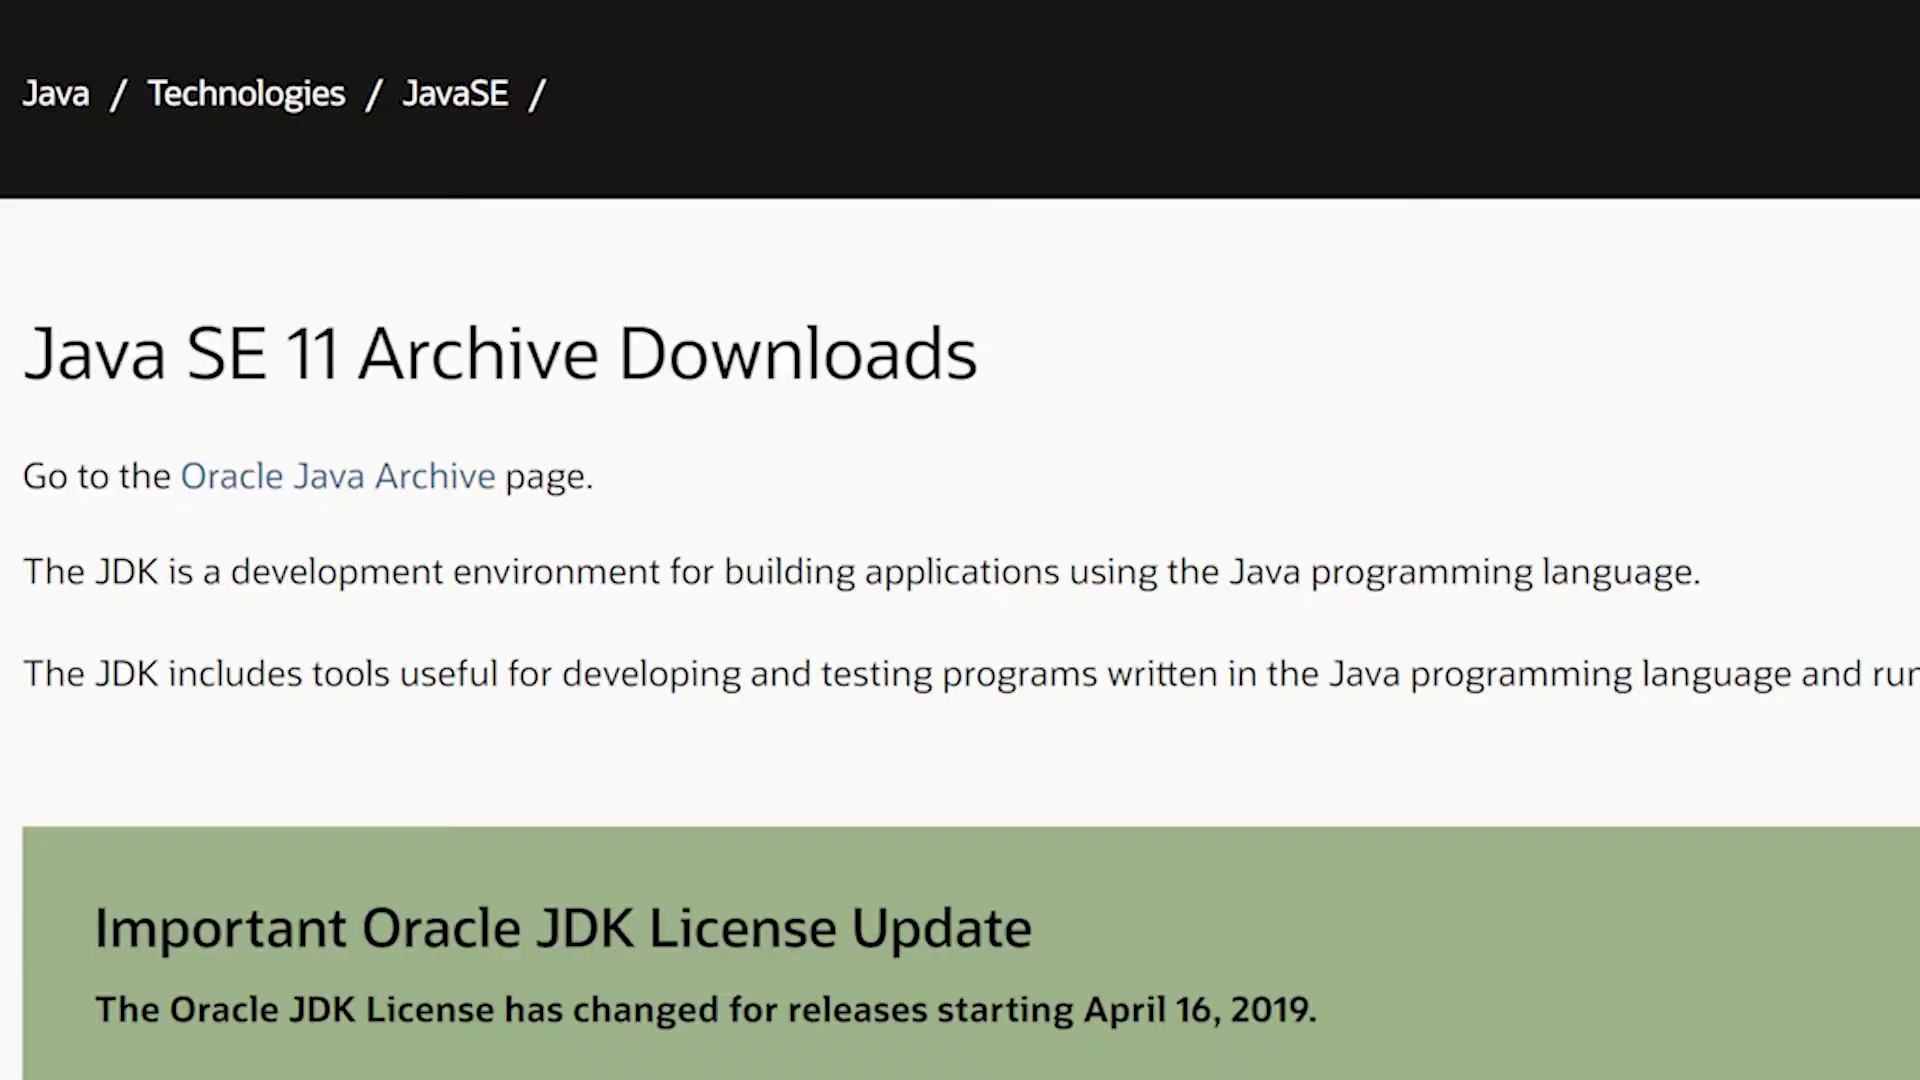 Java / Technologies / JavaSE /
Java SE 11 Archive Downloads
Go to the Oracle Java Archive page.
The JDK is a development environment for building applications using the Java programming language.
The JDK includes tools useful for developing and testing programs written in the Java programming language and
Important Oracle JDK License Update
The Oracle JDK License has changed for releases starting April 16, 2019.